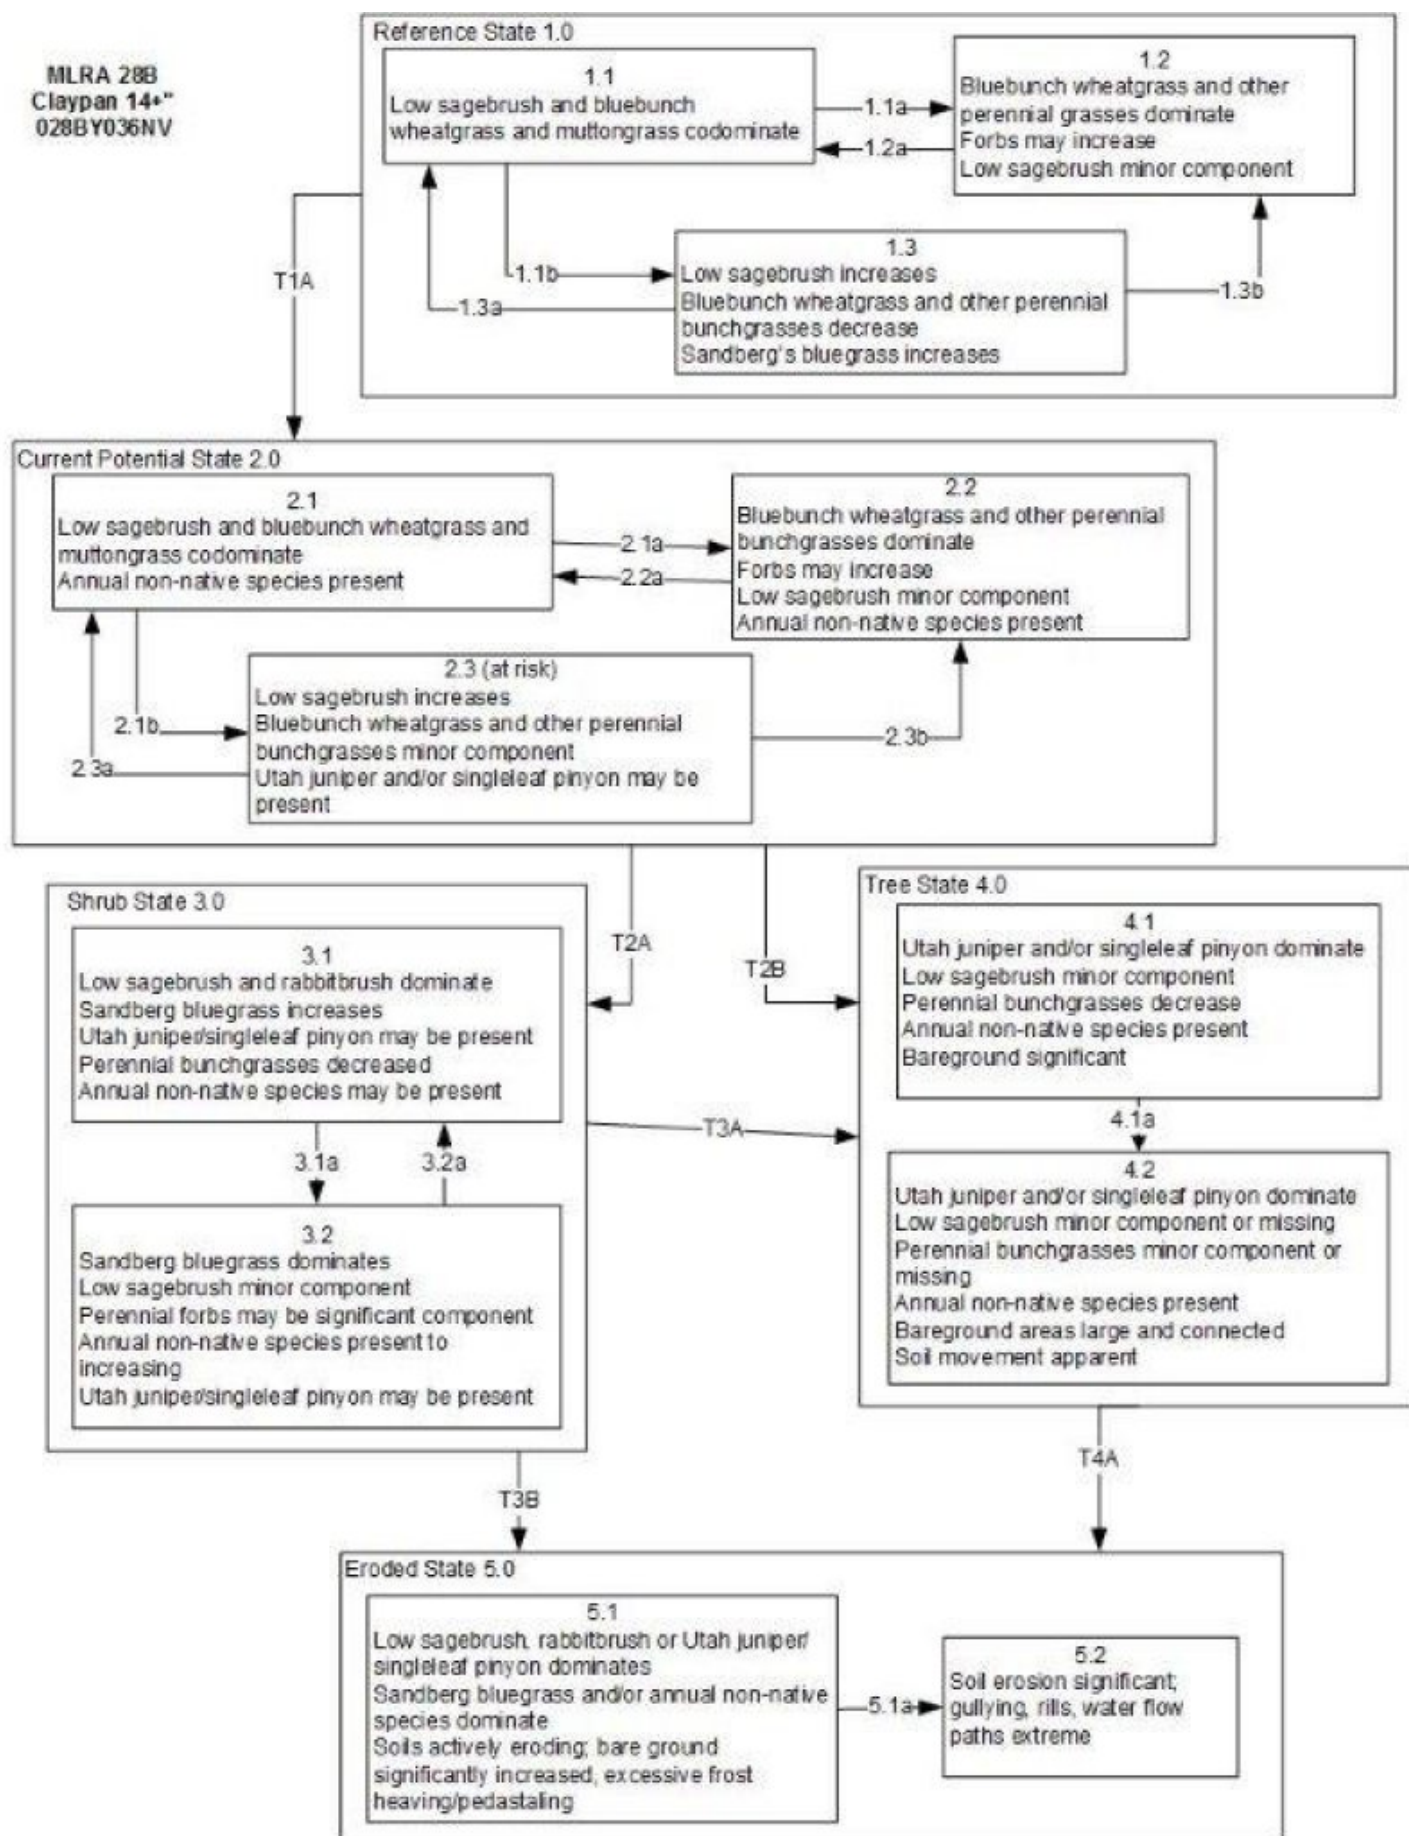 MLRA 28B
Claypan 14+"
028BY036NV
Reference State 1.0
1.1
Low sagebrush and bluebunch
wheatgrass and muttongrass codominate
1.1a
1.2a
1.2
Bluebunch wheatgrass and other
perennial grasses dominate
Forbs may increase
Low sagebrush minor component
1.1b
1.3a
1.3
Low sagebrush increases
Bluebunch wheatgrass and other perennial
bunchgrasses decrease
Sandberg's bluegrass increases
1.3b
T1A
Current Potential State 2.0
2.1
Low sagebrush and bluebunch wheatgrass and
muttongrass codominate
Annual non-native species present
2.1a
2.2a
2.2
Bluebunch wheatgrass and other perennial
bunchgrasses dominate
Forbs may increase
Low sagebrush minor component
Annual non-native species present
2.1b
2.3a
2.3 (at risk)
Low sagebrush increases
Bluebunch wheatgrass and other perennial
bunchgrasses minor component
Utah juniper and/or singleleaf pinyon may be
present
2.3b
T2A
T2B
Shrub State 3.0
3.1
Low sagebrush and rabbitbrush dominate
Sandberg bluegrass increases
Utah juniper/singleleaf pinyon may be present
Perennial bunchgrasses decreased
Annual non-native species may be present
3.1a
3.2a
3.2
Sandberg bluegrass dominates
Low sagebrush minor component
Perennial forbs may be significant component
Annual non-native species present to
increasing
Utah juniper/singleleaf pinyon may be present
T3A
Tree State 4.0
4.1
Utah juniper and/or singleleaf pinyon dominate
Low sagebrush minor component
Perennial bunchgrasses decrease
Annual non-native species present
Bareground significant
4.1a
4.2
Utah juniper and/or singleleaf pinyon dominate
Low sagebrush minor component or missing
Perennial bunchgrasses minor component or
missing
Annual non-native species present
Bareground areas large and connected
Soil movement apparent
T3B
T4A
Eroded State 5.0
5.1
Low sagebrush, rabbitbrush or Utah juniper/
singleleaf pinyon dominates
Sandberg bluegrass and/or annual non-native
species dominate
Soils actively eroding; bare ground
significantly increased, excessive frost
heaving/pedastaling
5.1a
5.2
Soil erosion significant;
gullying, rills, water flow
paths extreme